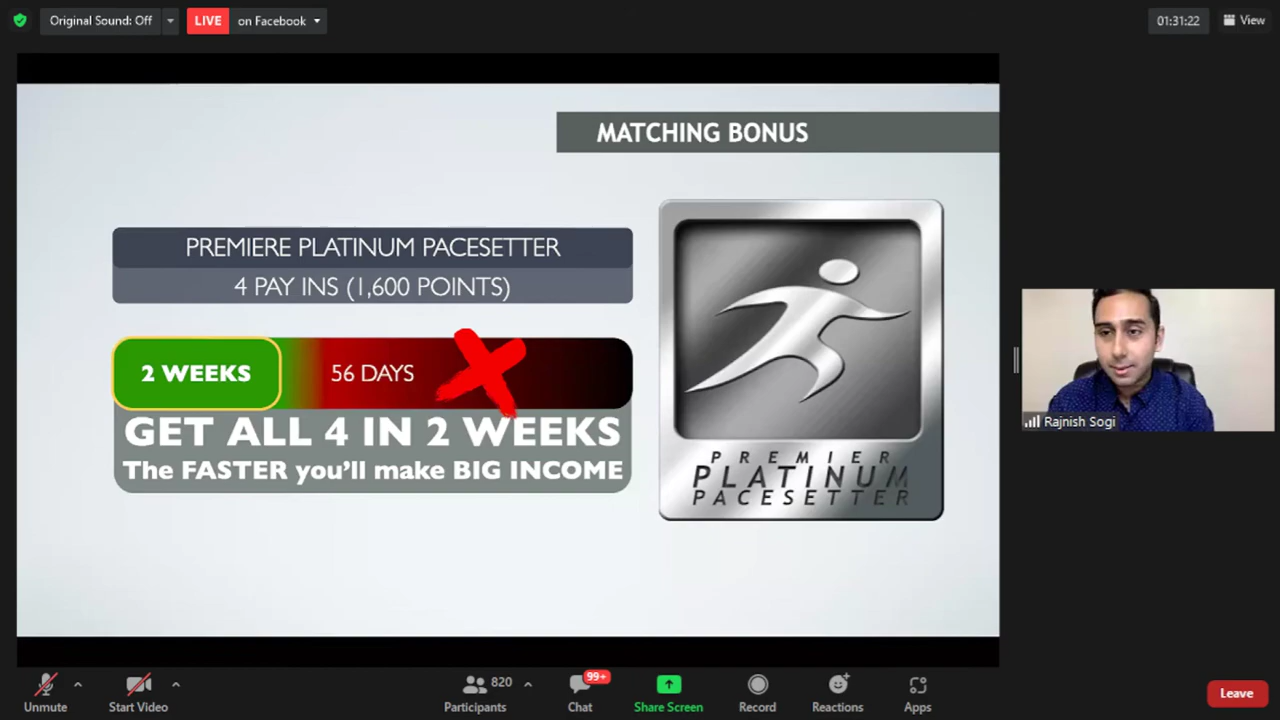 Original Sound: Off
LIVE
on Facebook
01:31:22
View
MATCHING BONUS
PREMIERE PLATINUM PACESETTER
4 PAY INS (1,600 POINTS)
2 WEEKS
56 DAYS
GET ALL 4 IN 2 WEEKS
The FASTER you'll make BIG INCOME
PREMIER
PLATINUM
PACESETTER
Rajnish Sogi
Unmute
Start Video
820
Participants
99+
Chat
Share Screen
Record
Reactions
Apps
Leave